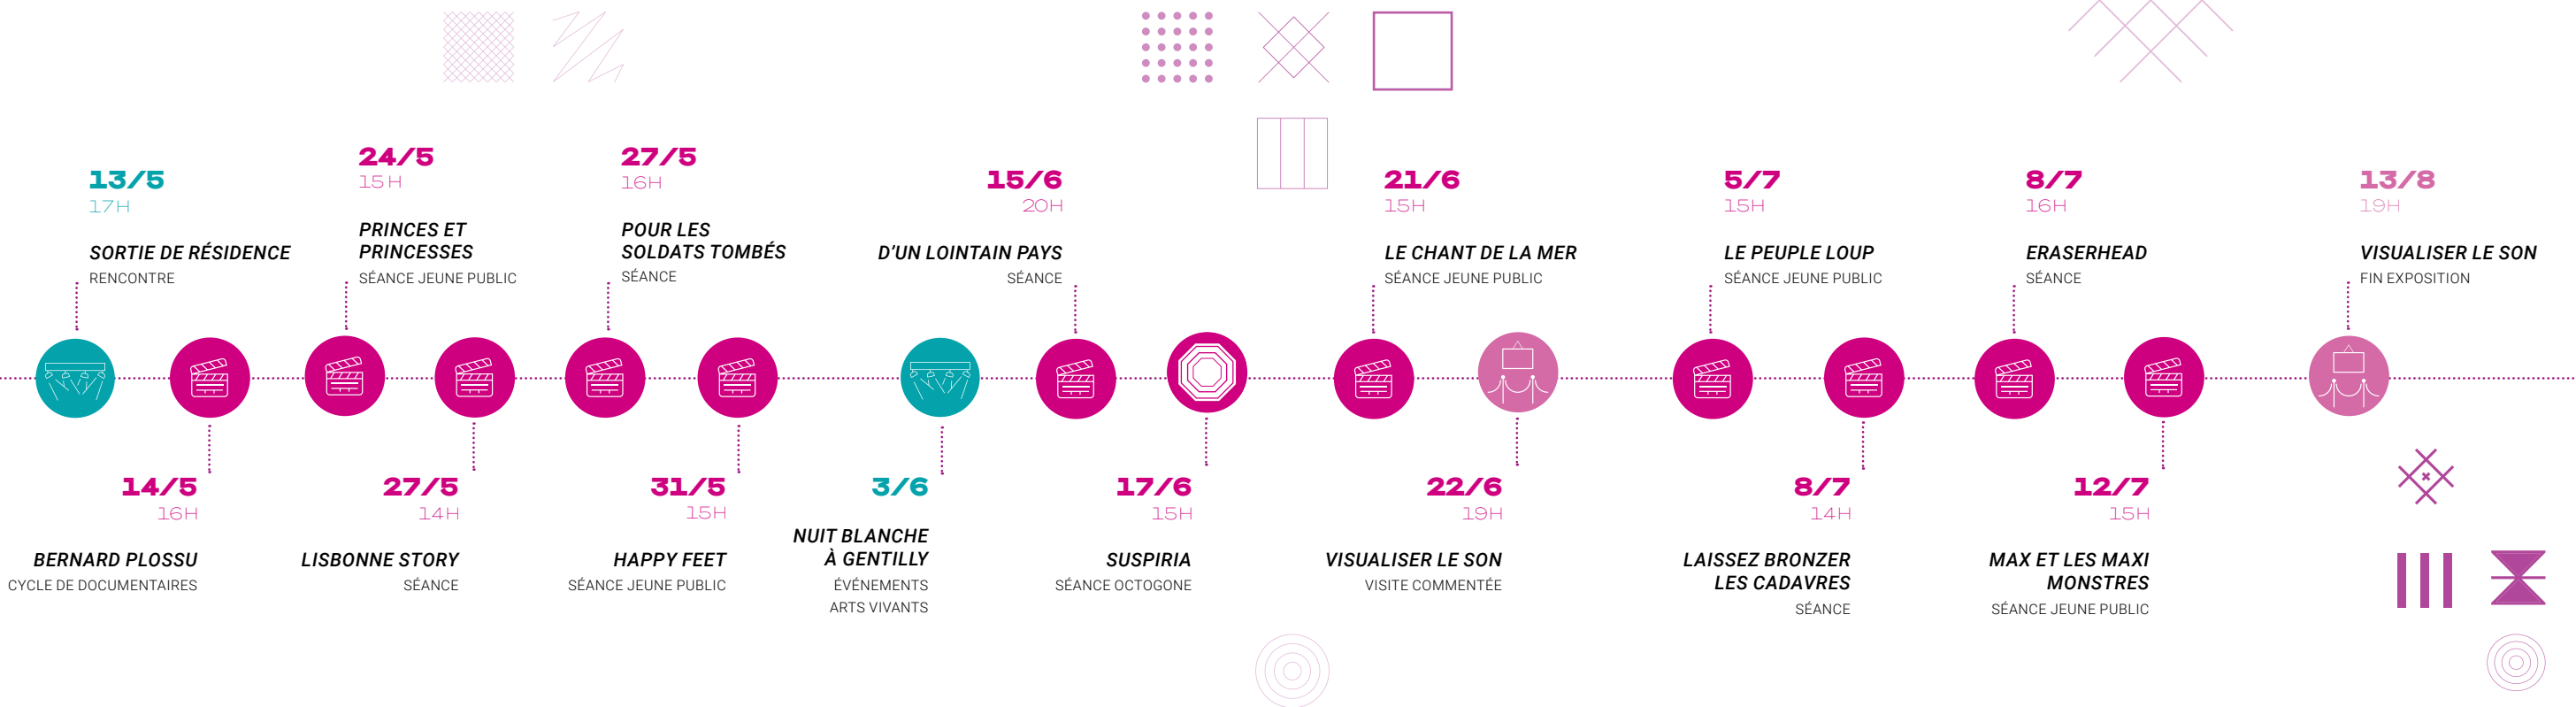 13/5
17H
SORTIE DE RÉSIDENCE
RENCONTRE
14/5
16H
BERNARD PLOSSU
CYCLE DE DOCUMENTAIRES
24/5
15 H
PRINCES ET
PRINCESSES
SÉANCE JEUNE PUBLIC
27/5
14H
LISBONNE STORY
SÉANCE
27/5
16H
POUR LES
SOLDATS TOMBÉS
SÉANCE
31/5
15H
HAPPY FEET
SÉANCE JEUNE PUBLIC
3/6
NUIT BLANCHE
À GENTILLY
ÉVÉNEMENTS
ARTS VIVANTS
15/6
20H
D'UN LOINTAIN PAYS
SÉANCE
17/6
15H
SUSPIRIA
SÉANCE OCTOGONE
21/6
15H
LE CHANT DE LA MER
SÉANCE JEUNE PUBLIC
22/6
19H
VISUALISER LE SON
VISITE COMMENTÉE
5/7
15H
LE PEUPLE LOUP
SÉANCE JEUNE PUBLIC
8/7
14H
LAISSEZ BRONZER
LES CADAVRES
SÉANCE
8/7
16H
ERASERHEAD
SÉANCE
12/7
15H
MAX ET LES MAXI
MONSTRES
SÉANCE JEUNE PUBLIC
13/8
19H
VISUALISER LE SON
FIN EXPOSITION